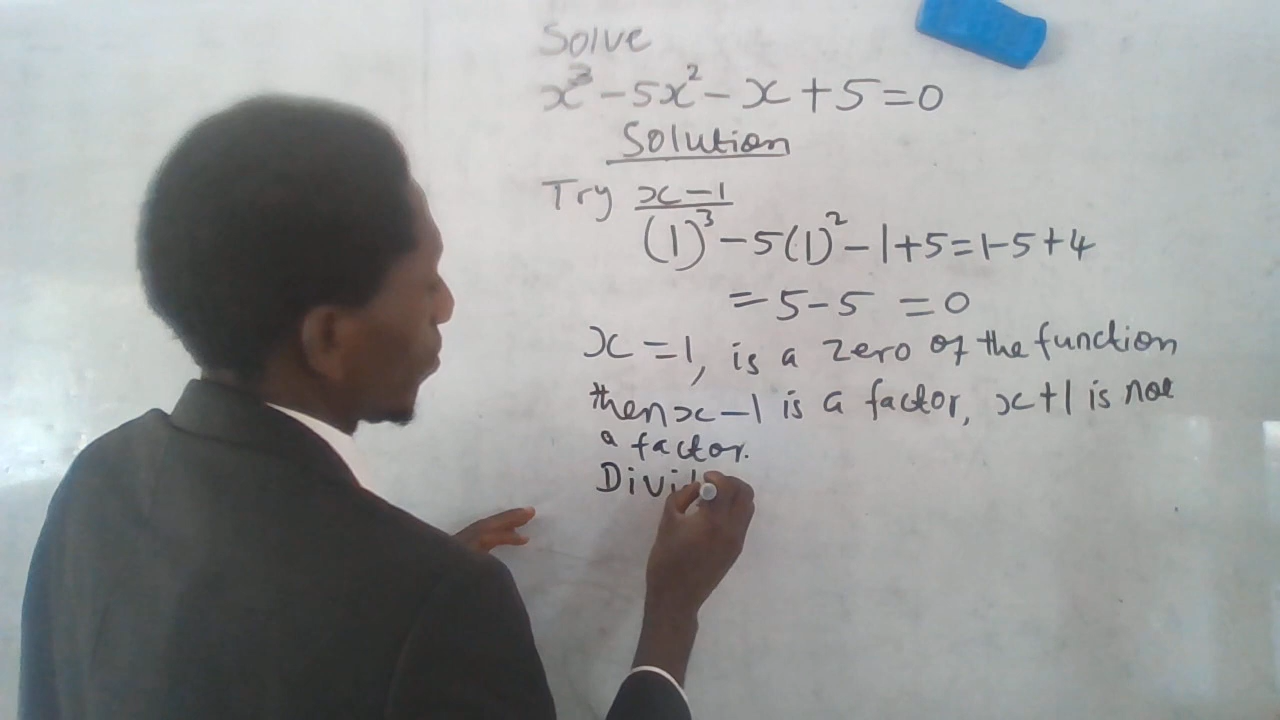 Solve
x³ - 5x² - x + 5 = 0
Solution
Try x - 1
(1)³ - 5(1)² - 1 + 5 = 1 - 5 + 4
= 5 - 5 = 0
x = 1, is a zero of the function
then x - 1 is a factor, x + 1 is not
a factor.